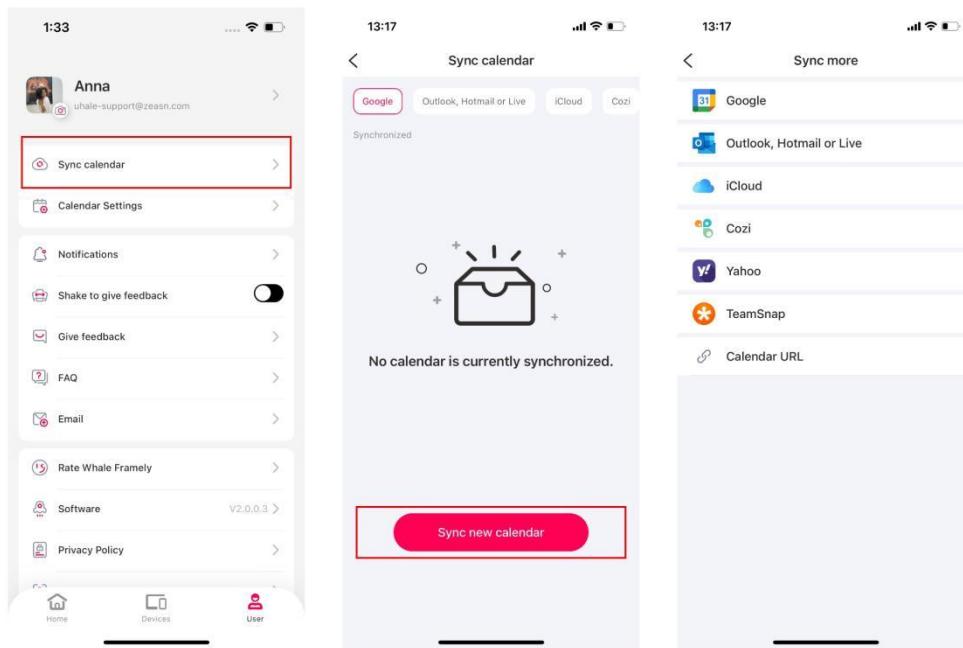 1:33
Anna
uhale-support@zeasn.com
Sync calendar
Calendar Settings
Notifications
Shake to give feedback
Give feedback
FAQ
Email
Rate Whale Framely
Software V2.0.0.3
Privacy Policy
Home Devices User
13:17
Sync calendar
Google Outlook, Hotmail or Live iCloud Cozi
Synchronized
No calendar is currently synchronized.
Sync new calendar
13:17
Sync more
31 Google
Outlook, Hotmail or Live
iCloud
Cozi
Yahoo
TeamSnap
Calendar URL